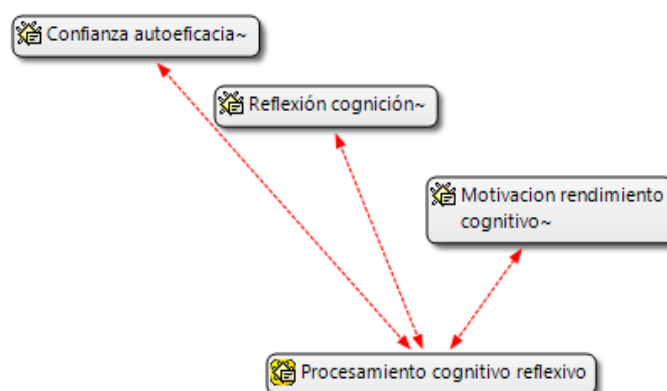 Confianza autoeficacia~
Reflexión cognición~
Motivacion rendimiento
cognitivo~
Procesamiento cognitivo reflexivo